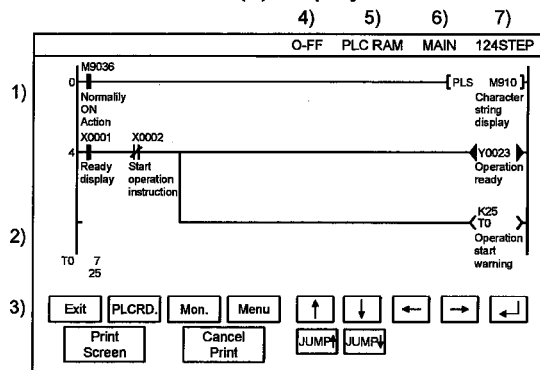 4) 5) 6) 7)
O-FF PLC RAM MAIN 124STEP
1)
M9036
0
PLS M910
Normalily
ON
Action
Character
string
display
X0001 X0002
4
Y0023
Ready
display
Start
operation
instruction
Operation
ready
2)
K25
T0
Operation
start
warning
T0 7
25
3)
Exit PLCRD. Mon. Menu
Print
Screen
Cancel
Print
JUMP JUMP